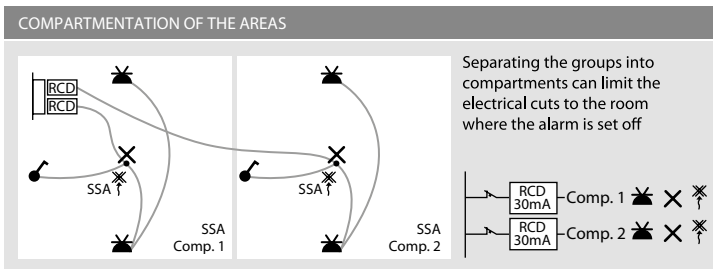 COMPARTMENTATION OF THE AREAS
RCD
RCD
SSA
SSA
Comp. 1
SSA
SSA
Comp. 2
Separating the groups into
compartments can limit the
electrical cuts to the room
where the alarm is set off
RCD
30mA
Comp. 1
RCD
30mA
Comp. 2